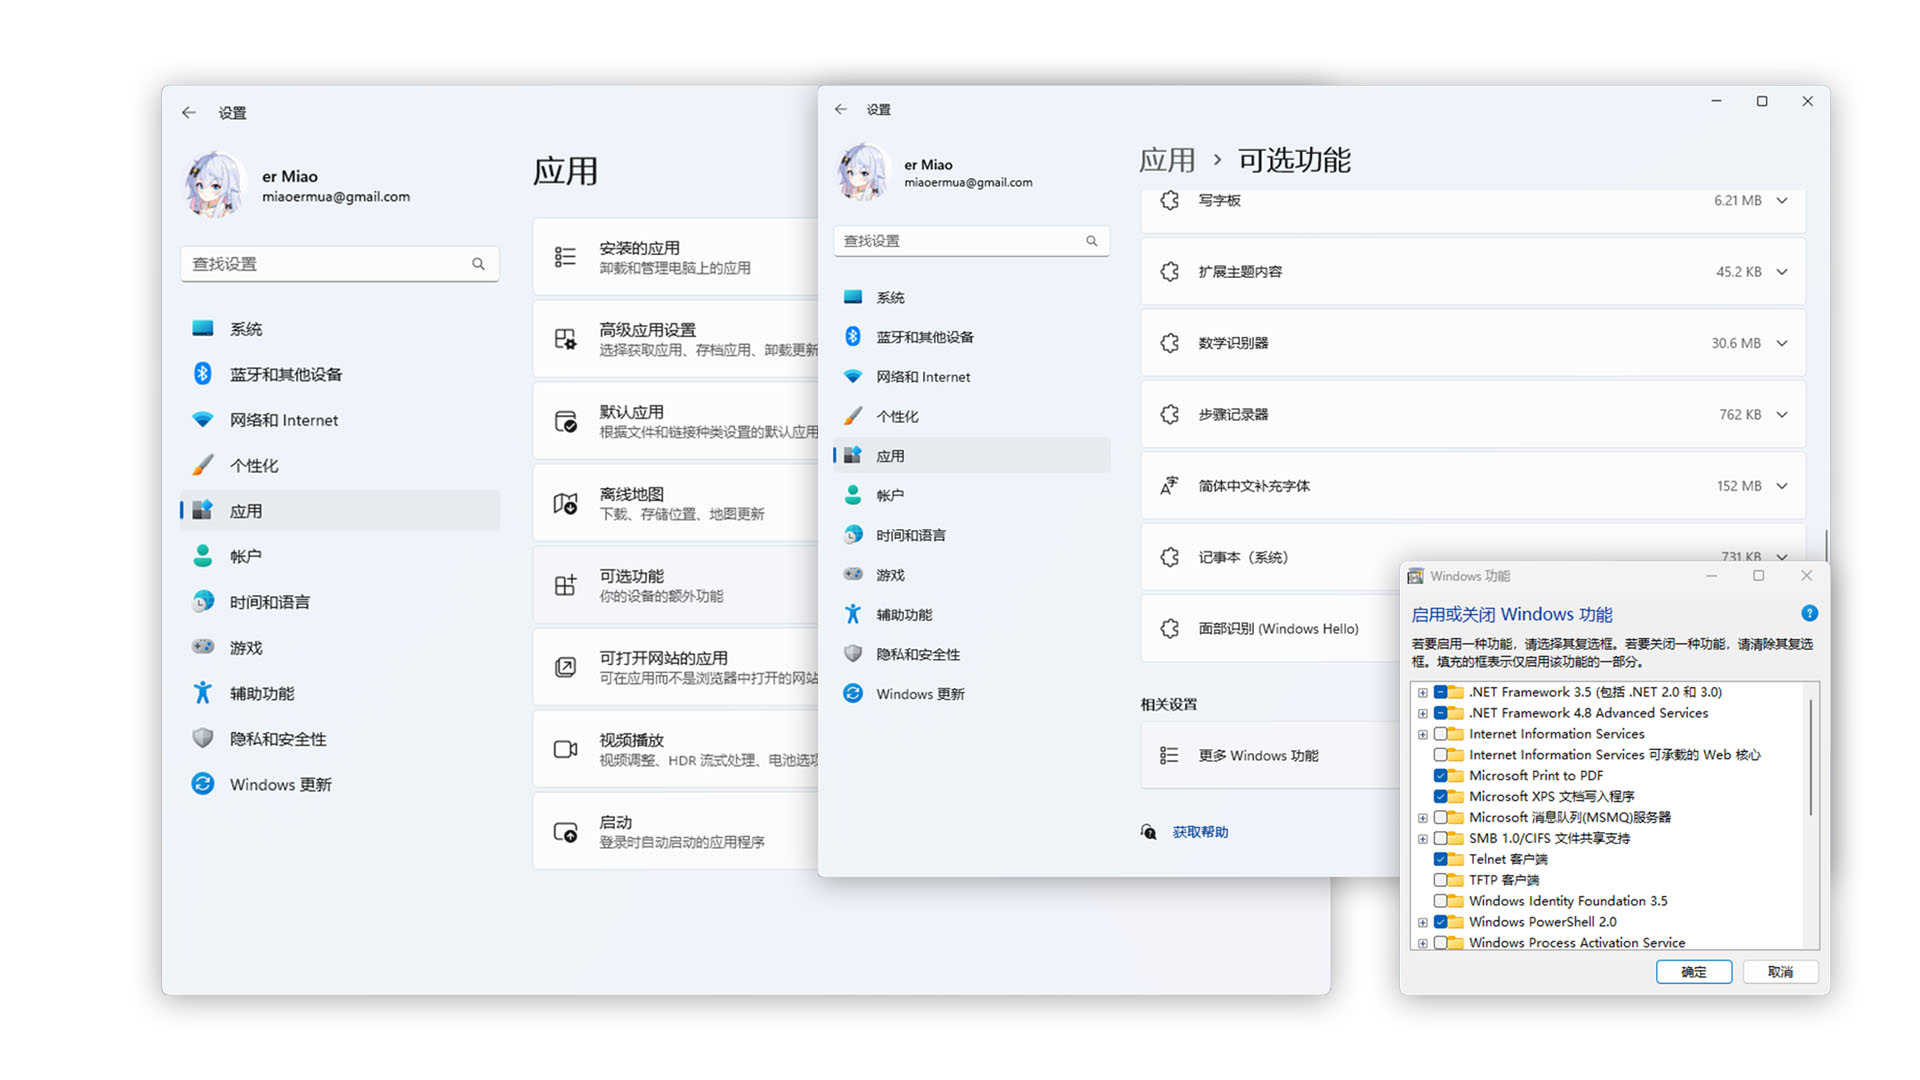 设置
er Miao
miaoermua@gmail.com
查找设置
系统
蓝牙和其他设备
网络和 Internet
个性化
应用
帐户
时间和语言
游戏
辅助功能
隐私和安全性
Windows 更新
应用
安装的应用
卸载和管理电脑上的应用
高级应用设置
选择获取应用、存档应用、卸载更新
默认应用
根据文件和链接种类设置的默认应用
离线地图
下载、存储位置、地图更新
可选功能
你的设备的额外功能
可打开网站的应用
可在应用而不是浏览器中打开的网站
视频播放
视频调整、HDR 流式处理、电池选项
启动
登录时自动启动的应用程序
设置
er Miao
miaoermua@gmail.com
查找设置
系统
蓝牙和其他设备
网络和 Internet
个性化
应用
帐户
时间和语言
游戏
辅助功能
隐私和安全性
Windows 更新
应用 › 可选功能
写字板 6.21 MB
扩展主题内容 45.2 KB
数学识别器 30.6 MB
步骤记录器 762 KB
简体中文补充字体 152 MB
记事本（系统） 731 KB
面部识别 (Windows Hello)
相关设置
更多 Windows 功能
获取帮助
Windows 功能
启用或关闭 Windows 功能
若要启用一种功能，请选择其复选框。若要关闭一种功能，请清除其复选
框。填充的框表示仅启用该功能的一部分。
.NET Framework 3.5 (包括 .NET 2.0 和 3.0)
.NET Framework 4.8 Advanced Services
Internet Information Services
Internet Information Services 可承载的 Web 核心
Microsoft Print to PDF
Microsoft XPS 文档写入程序
Microsoft 消息队列(MSMQ)服务器
SMB 1.0/CIFS 文件共享支持
Telnet 客户端
TFTP 客户端
Windows Identity Foundation 3.5
Windows PowerShell 2.0
Windows Process Activation Service
确定
取消